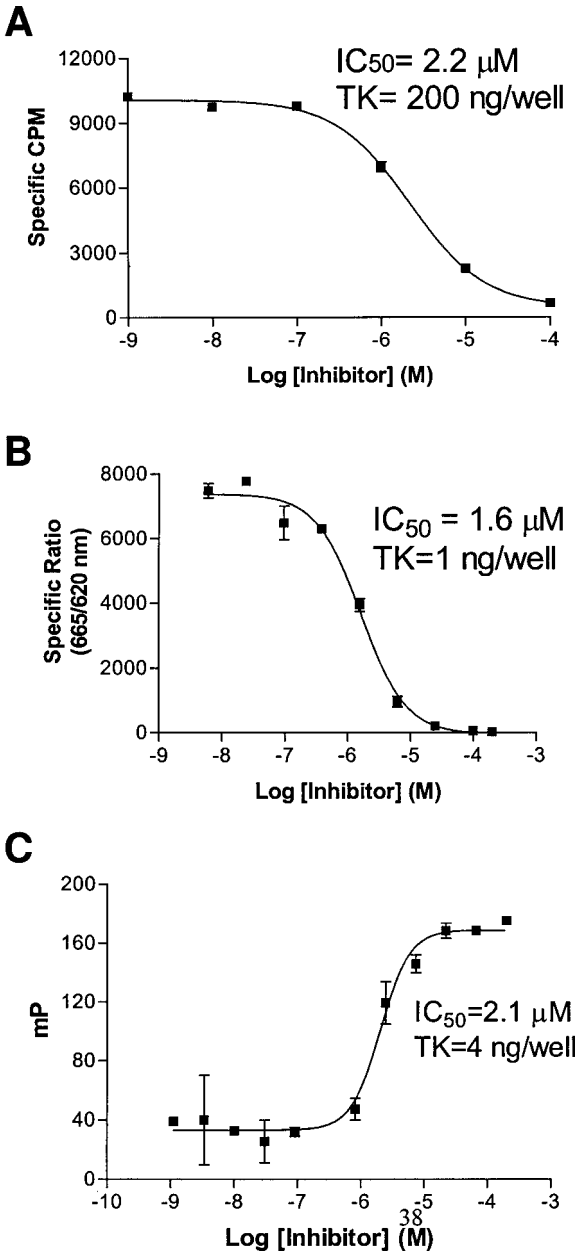 A
IC50= 2.2 μM
TK= 200 ng/well
12000
9000
6000
3000
0
Specific CPM
-9 -8 -7 -6 -5 -4
Log [Inhibitor] (M)
B
IC50 = 1.6 μM
TK=1 ng/well
8000
6000
4000
2000
0
Specific Ratio
(665/620 nm)
-9 -8 -7 -6 -5 -4 -3
Log [Inhibitor] (M)
C
200
160
120
80
40
0
mP
IC50=2.1 μM
TK=4 ng/well
-10 -9 -8 -7 -6 -5 -4 -3
38
Log [Inhibitor] (M)